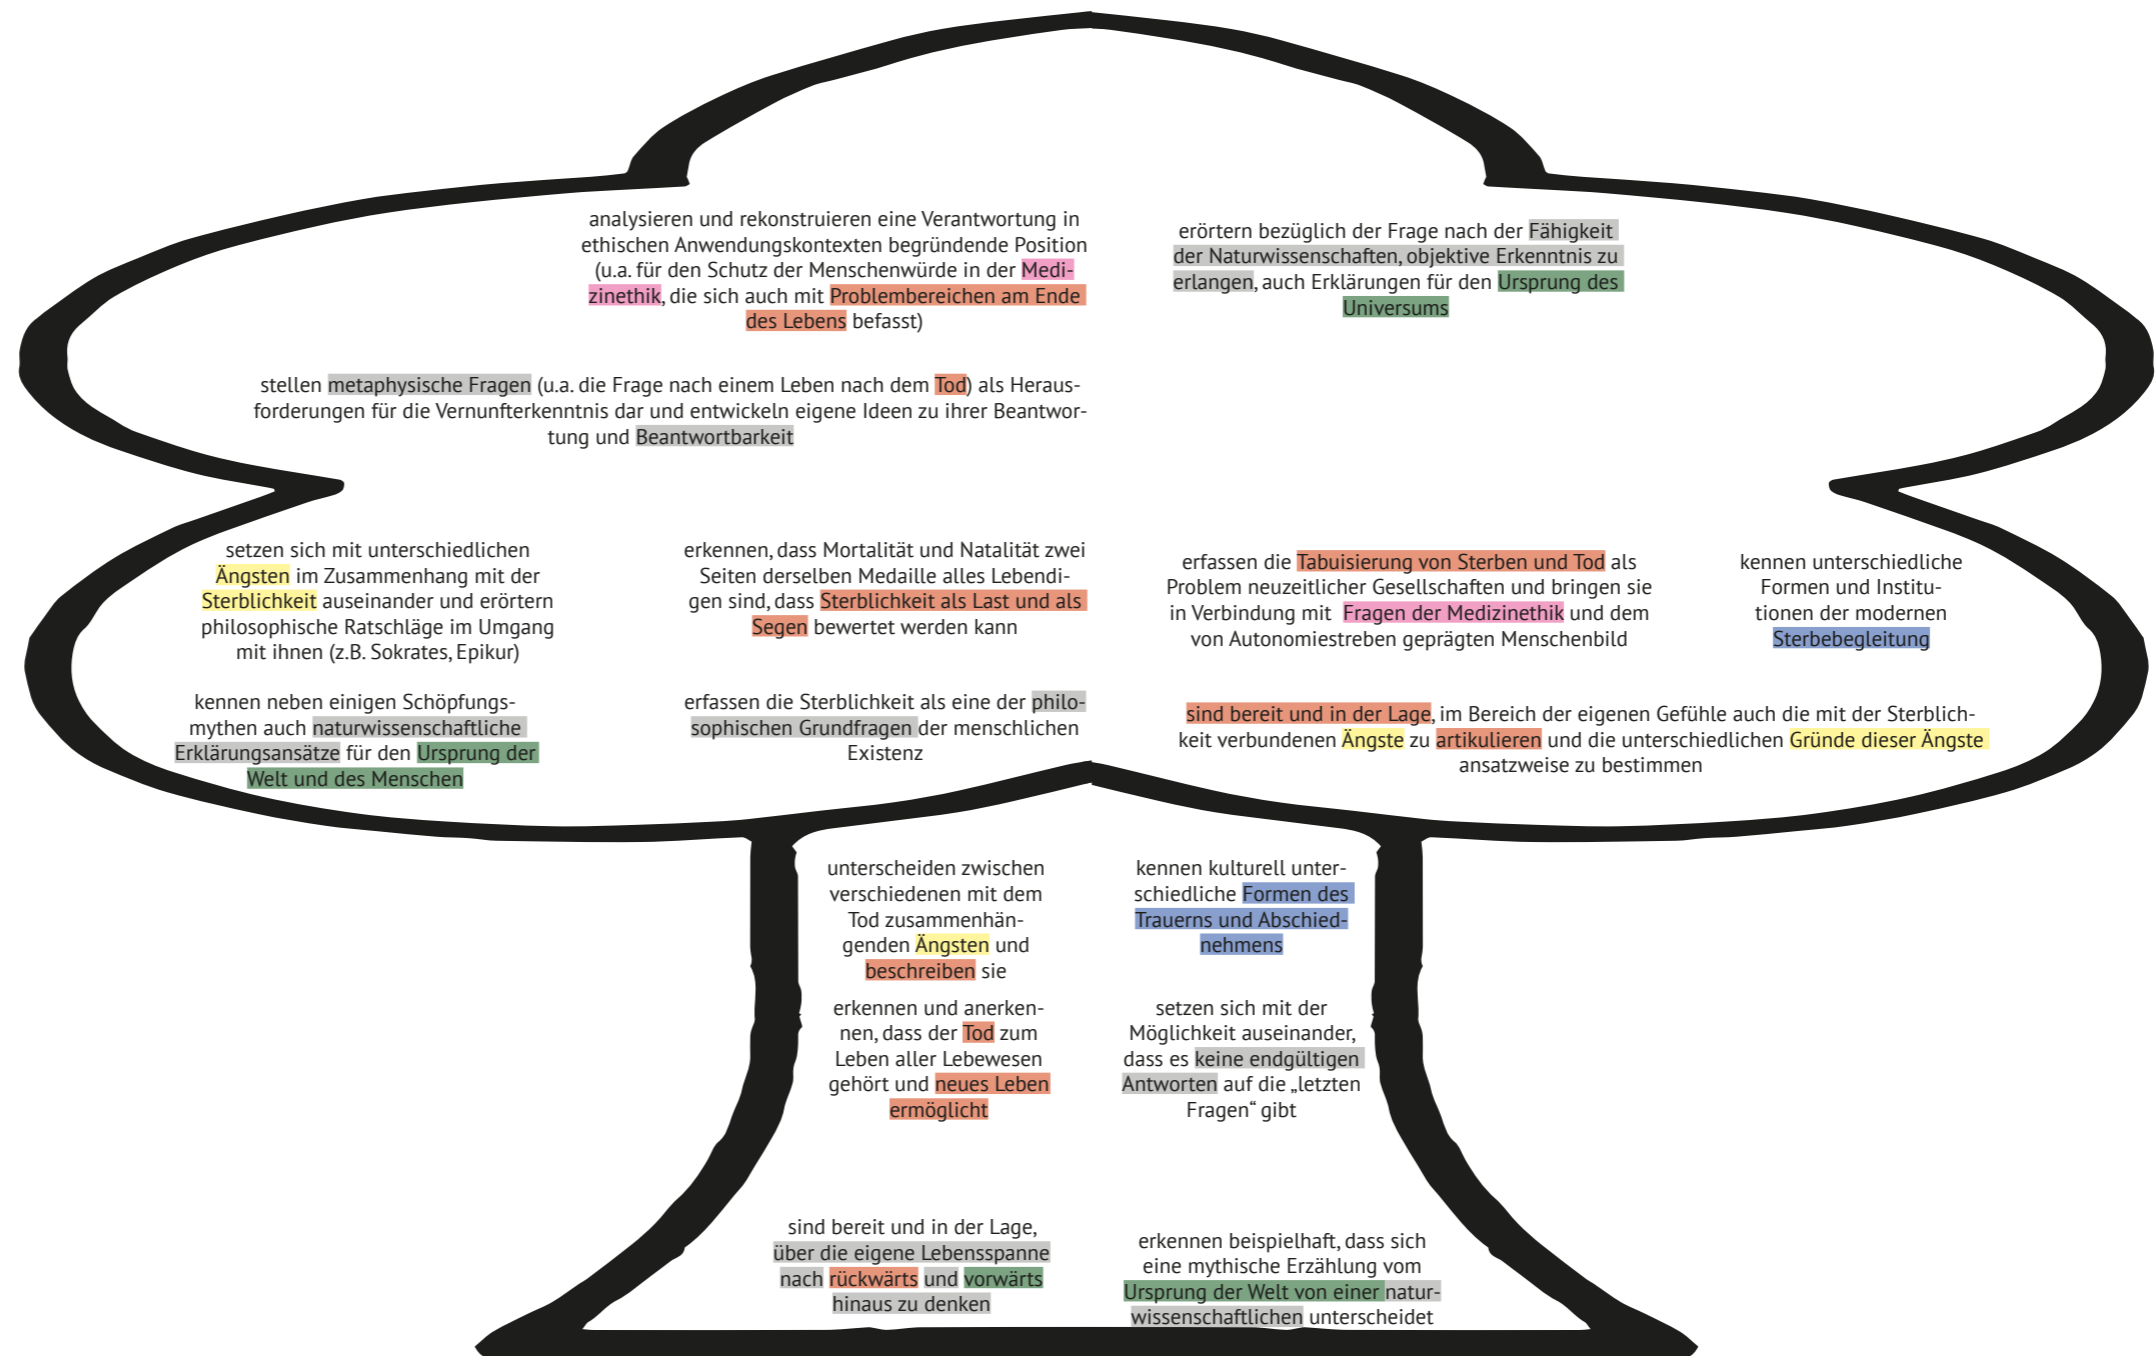 analysieren und rekonstruieren eine Verantwortung in
ethischen Anwendungskontexten begründende Position
(u.a. für den Schutz der Menschenwürde in der Medi-
zinethik, die sich auch mit Problembereichen am Ende
des Lebens befasst)
erörtern bezüglich der Frage nach der Fähigkeit
der Naturwissenschaften, objektive Erkenntnis zu
erlangen, auch Erklärungen für den Ursprung des
Universums
stellen metaphysische Fragen (u.a. die Frage nach einem Leben nach dem Tod) als Heraus-
forderungen für die Vernunfterkenntnis dar und entwickeln eigene Ideen zu ihrer Beantwor-
tung und Beantwortbarkeit
setzen sich mit unterschiedlichen
Ängsten im Zusammenhang mit der
Sterblichkeit auseinander und erörtern
philosophische Ratschläge im Umgang
mit ihnen (z.B. Sokrates, Epikur)
erkennen, dass Mortalität und Natalität zwei
Seiten derselben Medaille alles Lebendi-
gen sind, dass Sterblichkeit als Last und als
Segen bewertet werden kann
erfassen die Tabuisierung von Sterben und Tod als
Problem neuzeitlicher Gesellschaften und bringen sie
in Verbindung mit Fragen der Medizinethik und dem
von Autonomiestreben geprägten Menschenbild
kennen unterschiedliche
Formen und Institu-
tionen der modernen
Sterbebegleitung
kennen neben einigen Schöpfungs-
mythen auch naturwissenschaftliche
Erklärungsansätze für den Ursprung der
Welt und des Menschen
erfassen die Sterblichkeit als eine der philo-
sophischen Grundfragen der menschlichen
Existenz
sind bereit und in der Lage, im Bereich der eigenen Gefühle auch die mit der Sterblich-
keit verbundenen Ängste zu artikulieren und die unterschiedlichen Gründe dieser Ängste
ansatzweise zu bestimmen
unterscheiden zwischen
verschiedenen mit dem
Tod zusammenhän-
genden Ängsten und
beschreiben sie
kennen kulturell unter-
schiedliche Formen des
Trauerns und Abschied-
nehmens
erkennen und anerken-
nen, dass der Tod zum
Leben aller Lebewesen
gehört und neues Leben
ermöglicht
setzen sich mit der
Möglichkeit auseinander,
dass es keine endgültigen
Antworten auf die „letzten
Fragen“ gibt
sind bereit und in der Lage,
über die eigene Lebensspanne
nach rückwärts und vorwärts
hinaus zu denken
erkennen beispielhaft, dass sich
eine mythische Erzählung vom
Ursprung der Welt von einer natur-
wissenschaftlichen unterscheidet